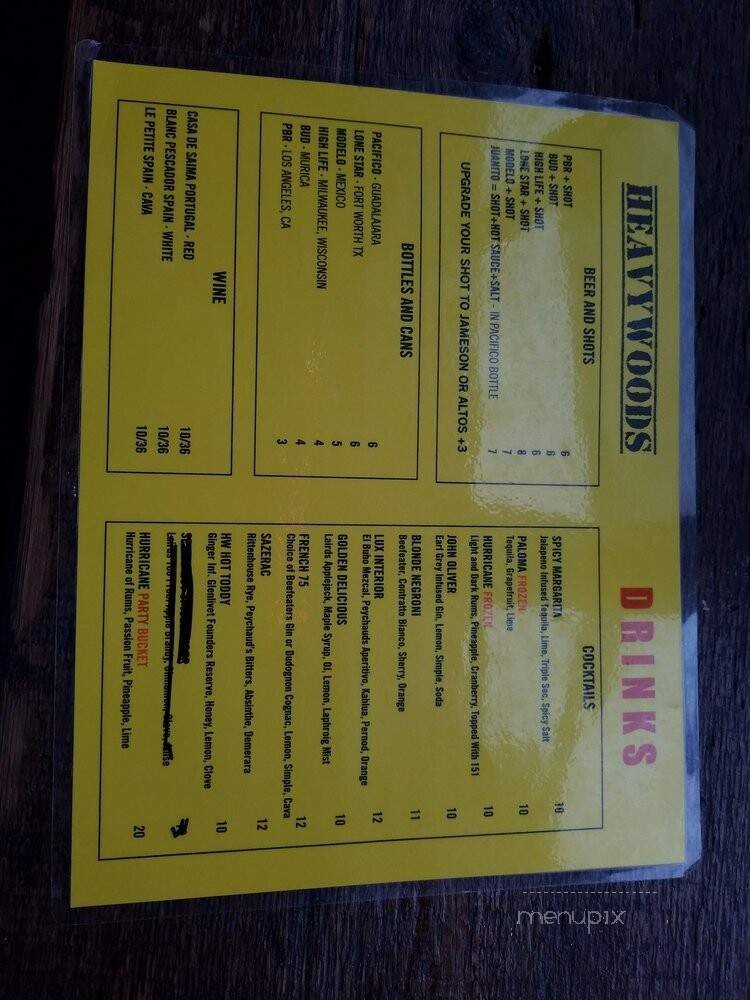 HEAVYWOODS
DRINKS
BEER AND SHOTS
PBR + SHOT 6
BUD + SHOT 6
HIGH LIFE + SHOT 6
LONE STAR + SHOT 8
MODELO + SHOT 7
JUANITO = SHOT+HOT SAUCE+SALT - IN PACIFICO BOTTLE 7
UPGRADE YOUR SHOT TO JAMESON OR ALTOS +3
BOTTLES AND CANS
PACIFICO - GUADALAJARA 6
LONE STAR - FORT WORTH TX 6
MODELO - MEXICO 5
HIGH LIFE - MILWAUKEE, WISCONSIN 4
BUD - MURICA 4
PBR - LOS ANGELES, CA 3
WINE
CASA DE SAIMA PORTUGAL - RED 10/36
BLANC PESCADOR SPAIN - WHITE 10/36
LE PETITE SPAIN - CAVA 10/36
COCKTAILS
SPICY MARGARITA 10
Jalapeno Infused Tequila, Lime, Triple Sec, Spicy Salt
PALOMA FROZEN 10
Tequila, Grapefruit, Lime
HURRICANE FROZEN 10
Light and Dark Rums, Pineapple, Cranberry, Topped With 151
JOHN OLIVER 10
Earl Grey Infused Gin, Lemon, Simple, Soda
BLONDE NEGRONI 11
Beefeater, Contratto Bianco, Sherry, Orange
LUX INTERIOR 12
El Buho Mezcal, Peychauds Aperitivo, Kahlua, Pernod, Orange
GOLDEN DELICIOUS 10
Lairds Applejack, Maple Syrup, OJ, Lemon, Laphroig Mist
FRENCH 75 12
Choice of Beefeaters Gin or Dudognon Cognac, Lemon, Simple, Cava
SAZERAC 12
Rittenhouse Rye, Peychaud's Bitters, Absinthe, Demerara
HW HOT TODDY 10
Ginger Inf. Glenlivet Founders Reserve, Honey, Lemon, Clove
HURRICANE PARTY BUCKET 20
Hurricane of Rums, Passion Fruit, Pineapple, Lime
menupix